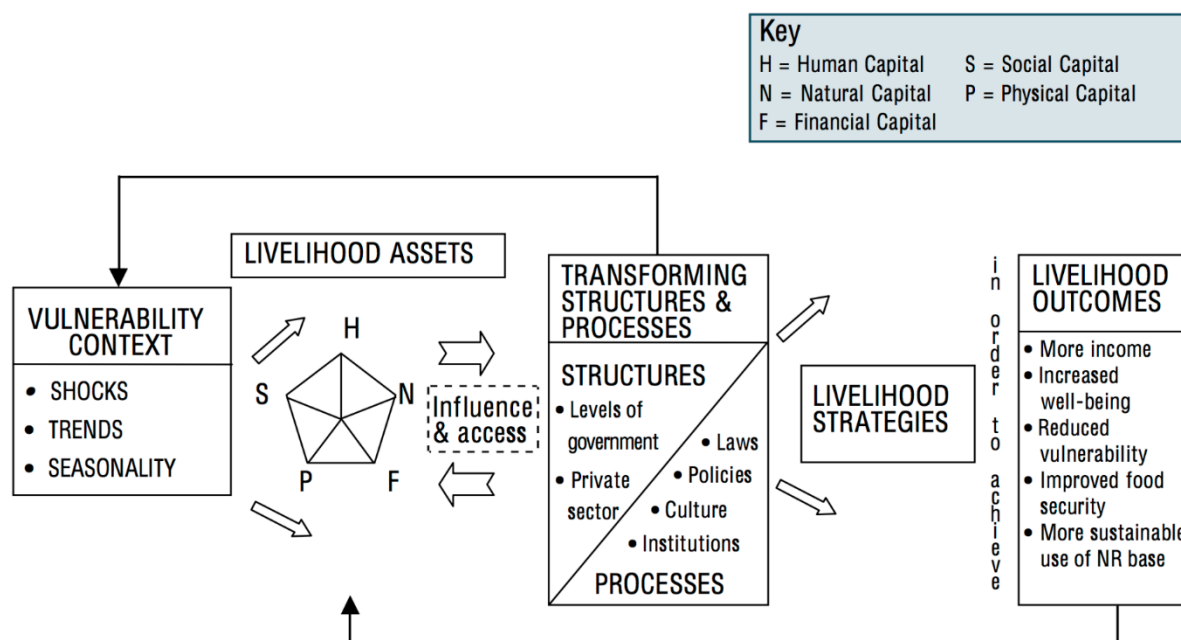 Key
H = Human Capital S = Social Capital
N = Natural Capital P = Physical Capital
F = Financial Capital
LIVELIHOOD ASSETS
VULNERABILITY
CONTEXT
• SHOCKS
• TRENDS
• SEASONALITY
H
S
N
P
F
Influence
& access
TRANSFORMING
STRUCTURES &
PROCESSES
STRUCTURES
• Levels of
government
• Private
sector
• Laws
• Policies
• Culture
• Institutions
PROCESSES
LIVELIHOOD
STRATEGIES
in order to achieve
LIVELIHOOD
OUTCOMES
• More income
• Increased
well-being
• Reduced
vulnerability
• Improved food
security
• More sustainable
use of NR base